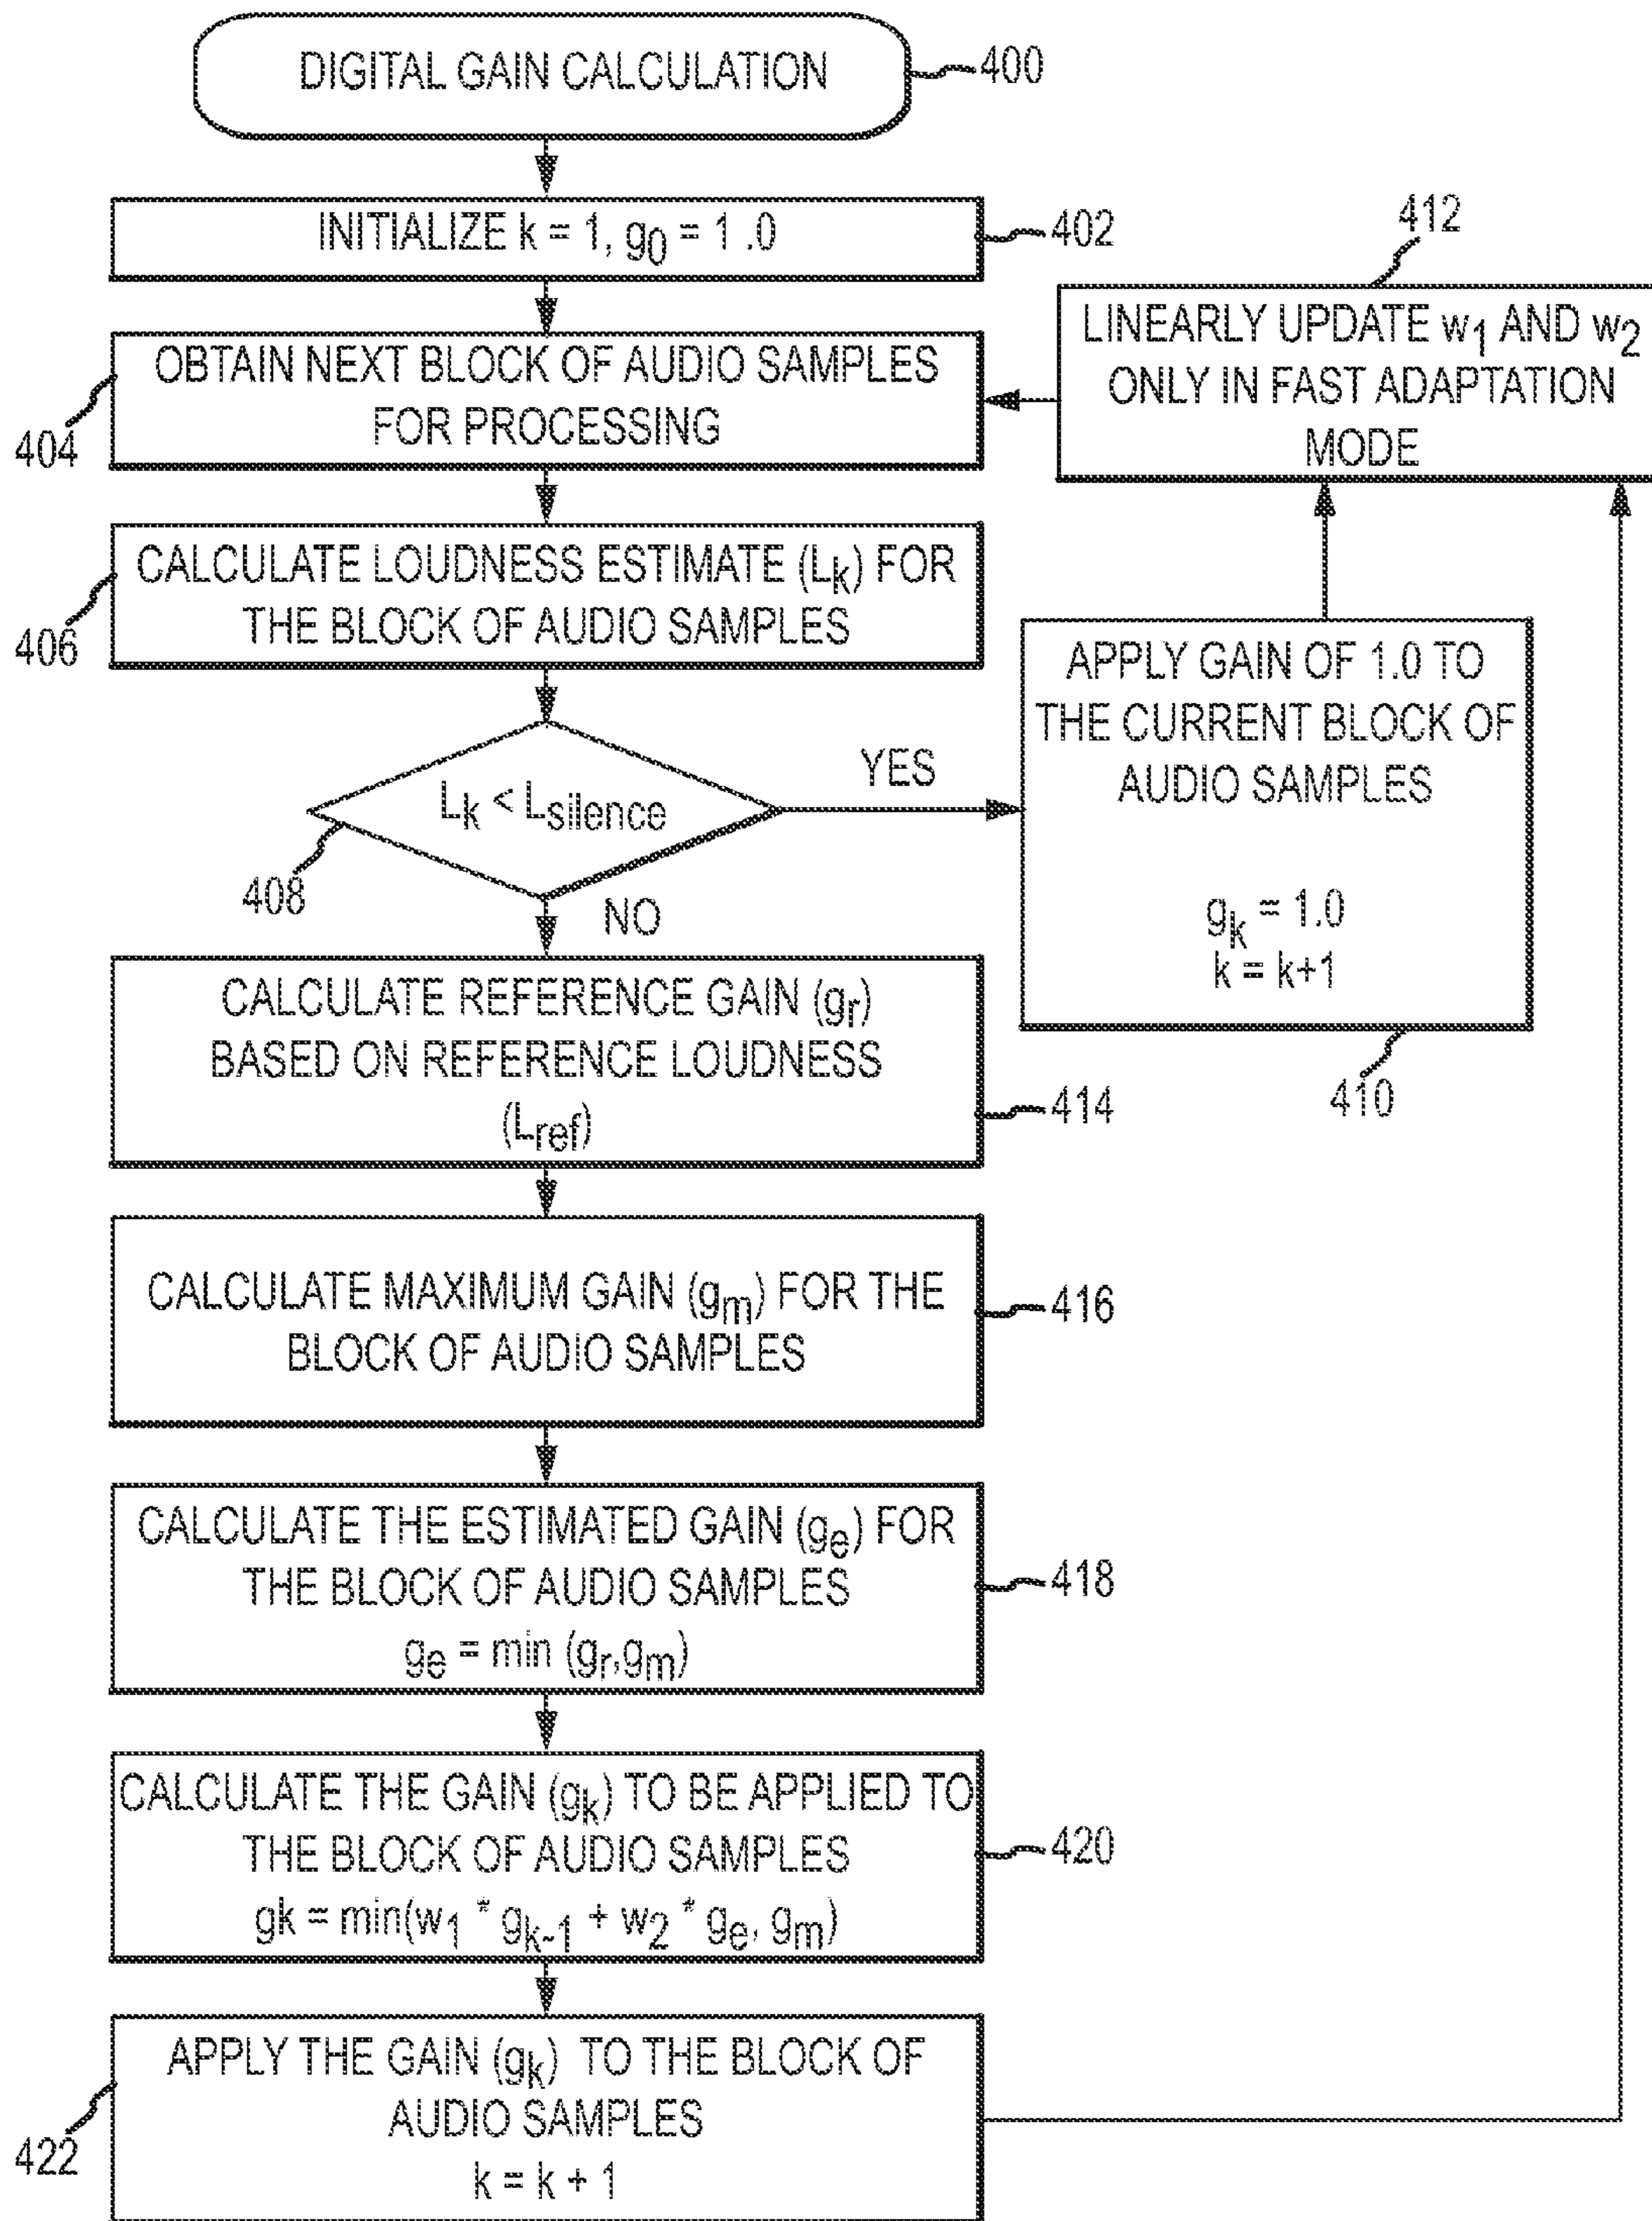 DIGITAL GAIN CALCULATION
400
INITIALIZE k = 1, g0 = 1 .0
402
412
LINEARLY UPDATE w1 AND w2
ONLY IN FAST ADAPTATION
MODE
OBTAIN NEXT BLOCK OF AUDIO SAMPLES
FOR PROCESSING
404
CALCULATE LOUDNESS ESTIMATE (Lk) FOR
THE BLOCK OF AUDIO SAMPLES
406
Lk < Lsilence
408
YES
NO
APPLY GAIN OF 1.0 TO
THE CURRENT BLOCK OF
AUDIO SAMPLES
gk = 1.0
k = k+1
410
CALCULATE REFERENCE GAIN (gr)
BASED ON REFERENCE LOUDNESS
(Lref)
414
CALCULATE MAXIMUM GAIN (gm) FOR THE
BLOCK OF AUDIO SAMPLES
416
CALCULATE THE ESTIMATED GAIN (ge) FOR
THE BLOCK OF AUDIO SAMPLES
ge = min (gr,gm)
418
CALCULATE THE GAIN (gk) TO BE APPLIED TO
THE BLOCK OF AUDIO SAMPLES
gk = min(w1 * gk-1 + w2 * ge, gm)
420
APPLY THE GAIN (gk) TO THE BLOCK OF
AUDIO SAMPLES
k = k + 1
422